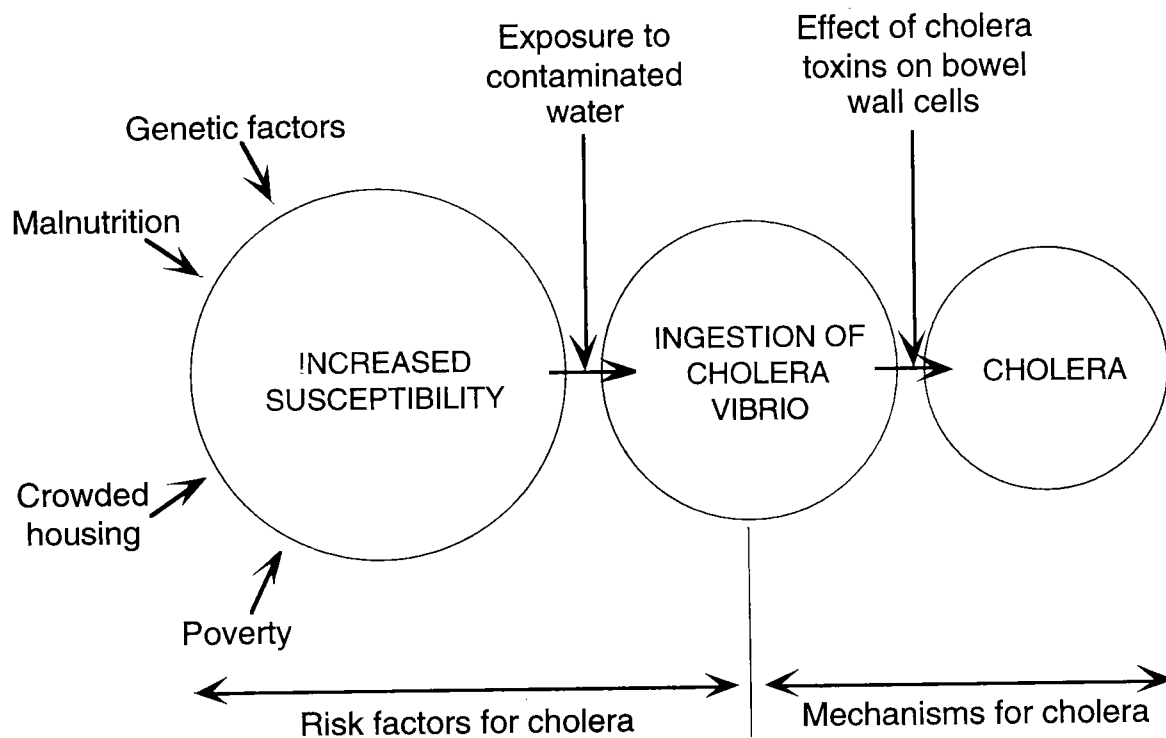 Exposure to
contaminated
water
Effect of cholera
toxins on bowel
wall cells
Genetic factors
Malnutrition
INCREASED
SUSCEPTIBILITY
INGESTION OF
CHOLERA
VIBRIO
CHOLERA
Crowded
housing
Poverty
Risk factors for cholera
Mechanisms for cholera